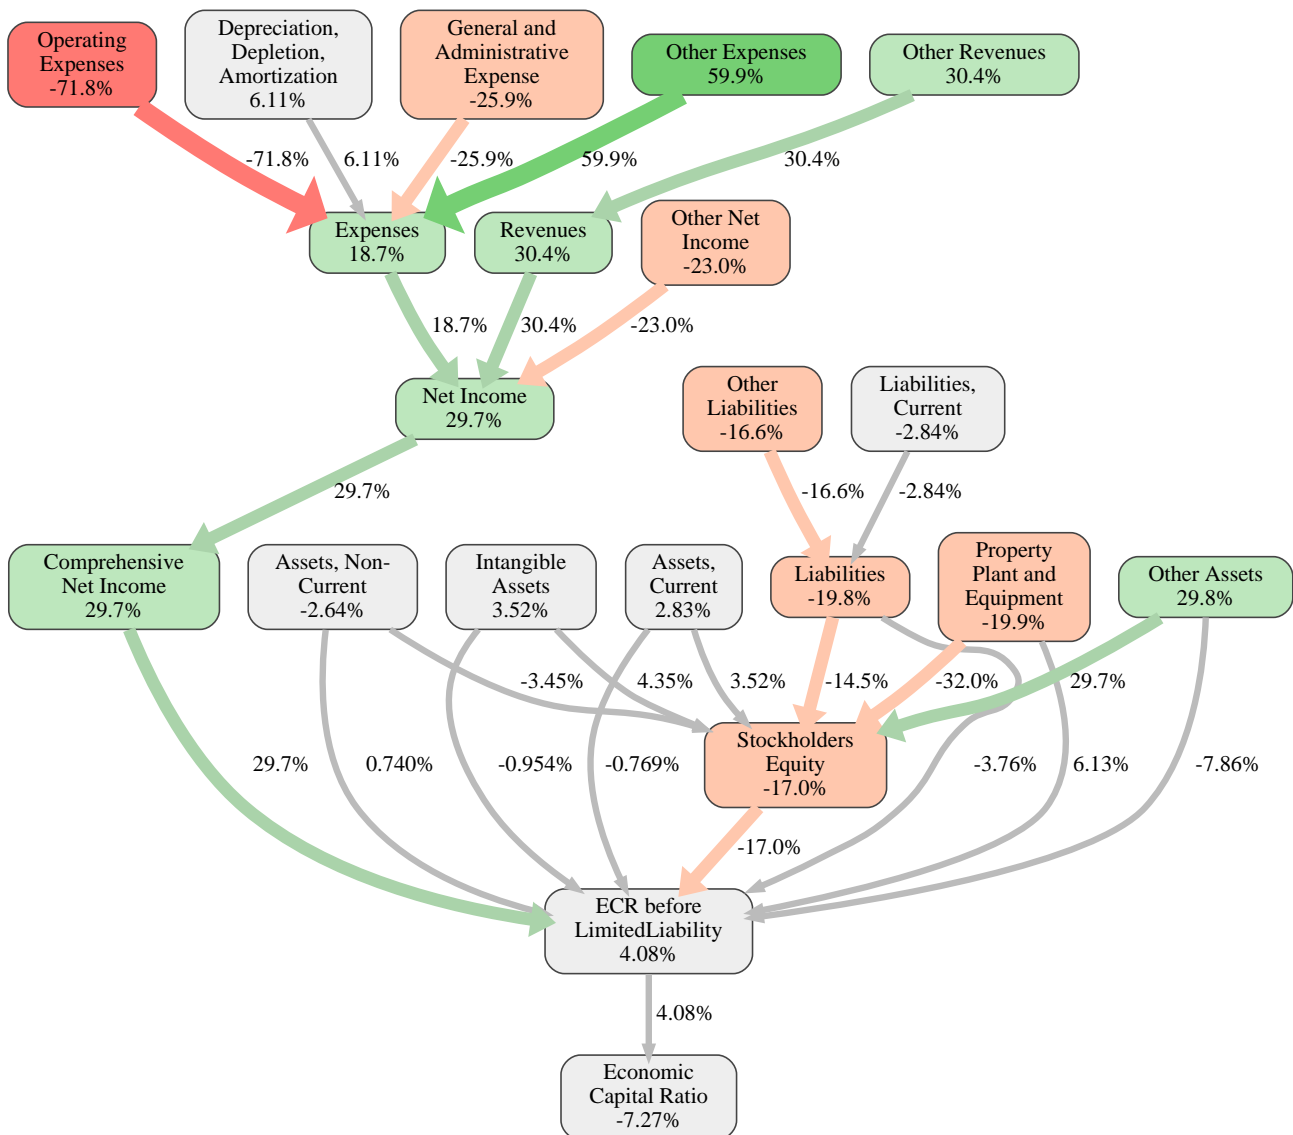 Operating
Expenses
-71.8%
Depreciation,
Depletion,
Amortization
6.11%
General and
Administrative
Expense
-25.9%
Other Expenses
59.9%
Other Revenues
30.4%
-71.8%
6.11%
-25.9%
59.9%
30.4%
Expenses
18.7%
Revenues
30.4%
Other Net
Income
-23.0%
18.7%
30.4%
-23.0%
Net Income
29.7%
Other
Liabilities
-16.6%
Liabilities,
Current
-2.84%
29.7%
-16.6%
-2.84%
Comprehensive
Net Income
29.7%
Assets, Non-
Current
-2.64%
Intangible
Assets
3.52%
Assets,
Current
2.83%
Liabilities
-19.8%
Property
Plant and
Equipment
-19.9%
Other Assets
29.8%
-3.45%
4.35%
3.52%
-14.5%
-32.0%
29.7%
Stockholders
Equity
-17.0%
29.7%
0.740%
-0.954%
-0.769%
-3.76%
6.13%
-7.86%
-17.0%
ECR before
LimitedLiability
4.08%
4.08%
Economic
Capital Ratio
-7.27%